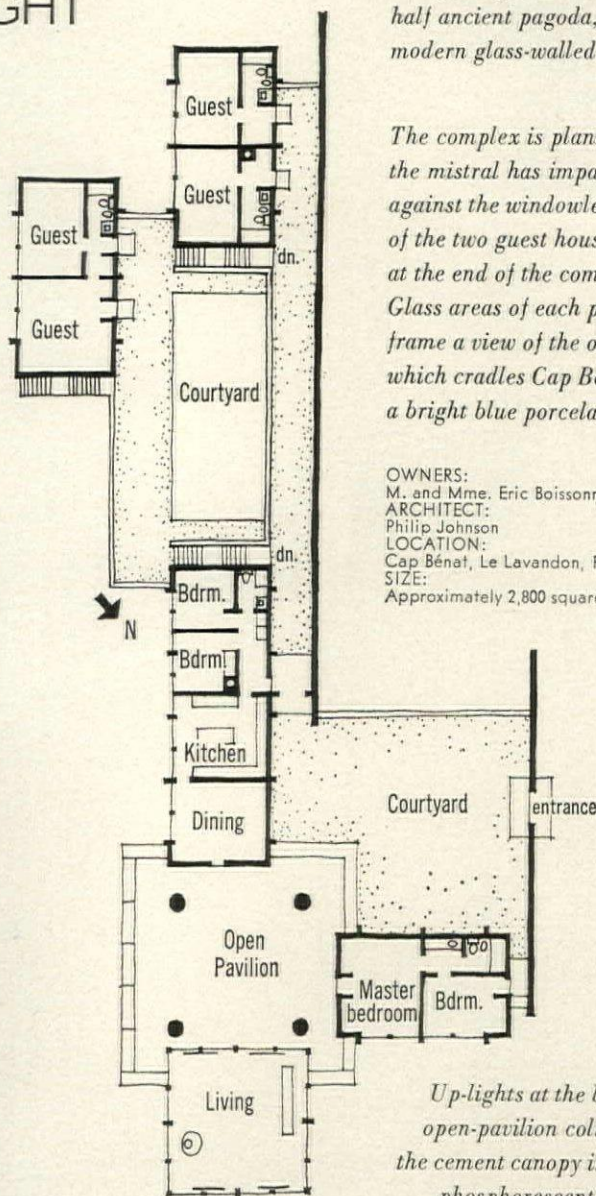 GHT
half ancient pagoda,
modern glass-walled
The complex is plan
the mistral has impa
against the windowle
of the two guest hous
at the end of the com
Glass areas of each p
frame a view of the o
which cradles Cap Bé
a bright blue porcela
OWNERS:
M. and Mme. Eric Boissonn
ARCHITECT:
Philip Johnson
LOCATION:
Cap Bénat, Le Lavandon, F
SIZE:
Approximately 2,800 square
Guest
Guest
Guest
Guest
dn.
Courtyard
dn.
Bdrm.
N
Bdrm.
Kitchen
Dining
Courtyard
entrance
Open
Pavilion
Master
bedroom
Bdrm.
Living
Up-lights at the b
open-pavilion col
the cement canopy i
phosphorescent